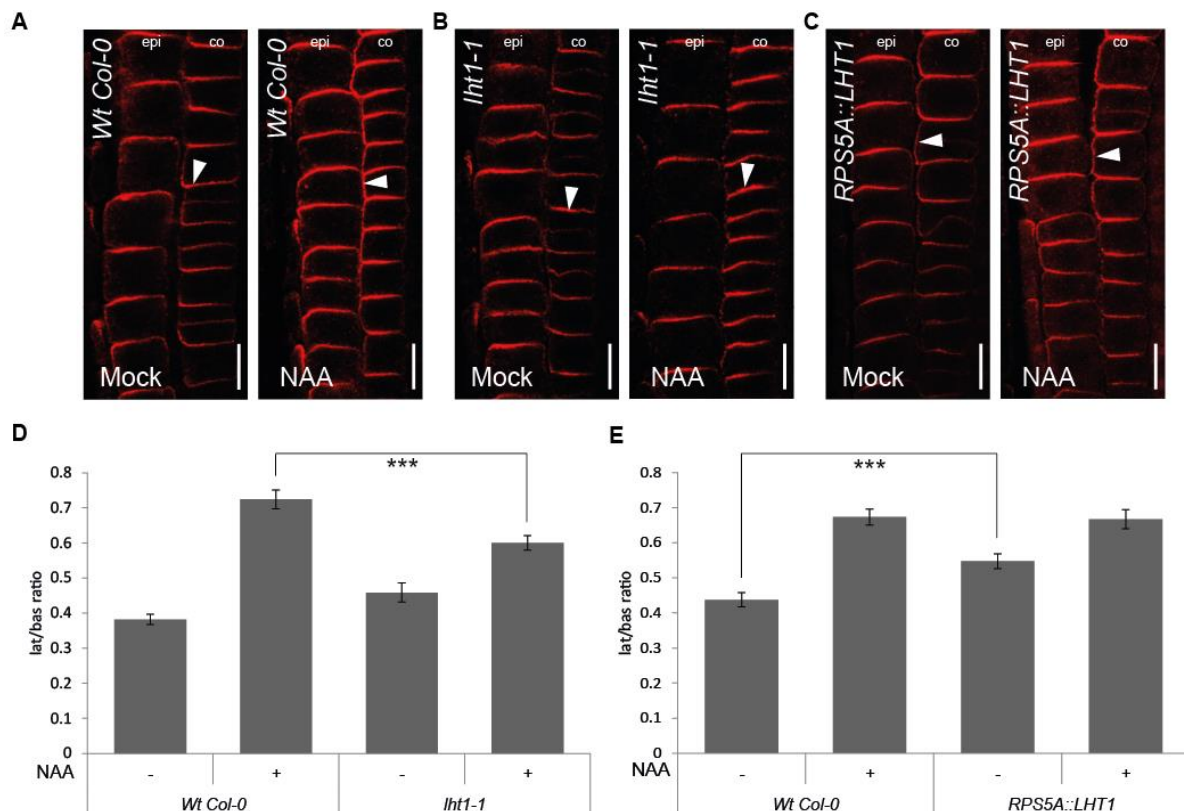 A
B
C
epi co
Wt Col-0
Mock
epi co
Wt Col-0
NAA
epi co
lht1-1
Mock
epi co
lht1-1
NAA
epi co
RPS5A::LHT1
Mock
epi co
RPS5A::LHT1
NAA
D
lat/bas ratio
0.8
0.7
0.6
0.5
0.4
0.3
0.2
0.1
0
***
NAA - + - +
Wt Col-0 lht1-1
E
lat/bas ratio
0.8
0.7
0.6
0.5
0.4
0.3
0.2
0.1
0
***
NAA - + - +
Wt Col-0 RPS5A::LHT1